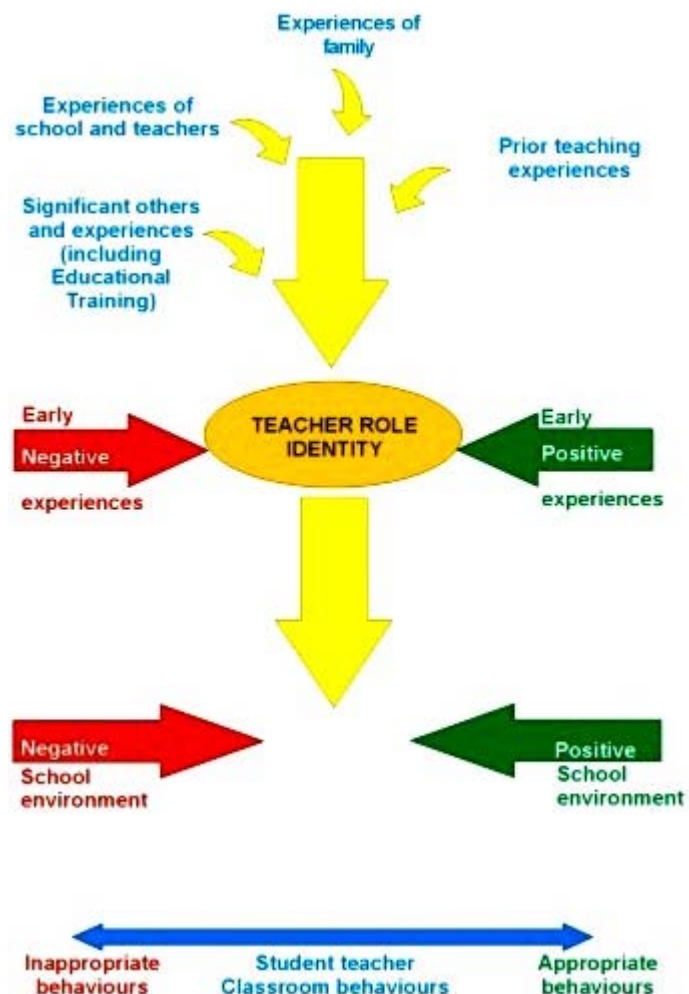 Experiences of
family
Experiences of
school and teachers
Prior teaching
experiences
Significant others
and experiences
(including
Educational
Training)
Early
Negative
experiences
TEACHER ROLE
IDENTITY
Early
Positive
experiences
Negative
School
environment
Positive
School
environment
Inappropriate
behaviours
Student teacher
Classroom behaviours
Appropriate
behaviours